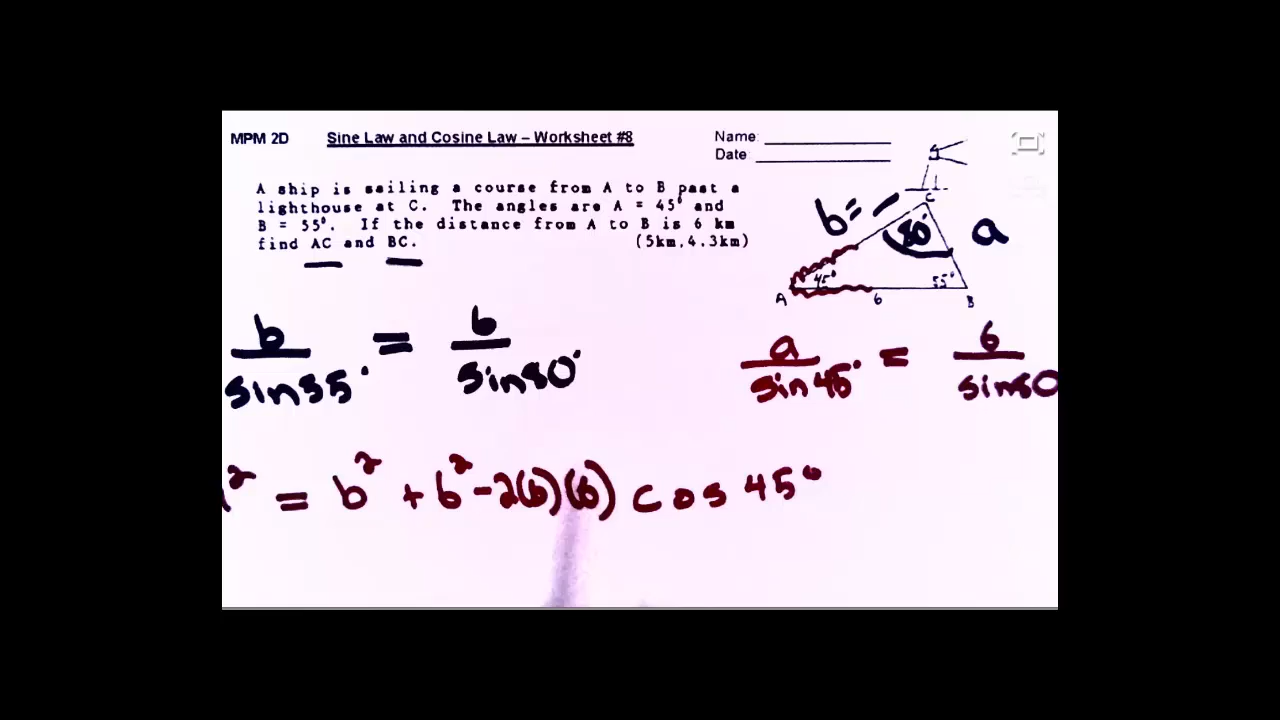 MPM 2D Sine Law and Cosine Law – Worksheet #8 Name:
Date
A ship is sailing a course from A to B past a
lighthouse at C. The angles are A = 45° and
B = 55°. If the distance from A to B is 6 km
find AC and BC. (5km,4.3km)
C
b =
80°
a
45°
55°
A 6 B
b/sin55° = 6/sin80°
a/sin45° = 6/sin80
² = b² + 6² - 2(b)(6) cos 45°